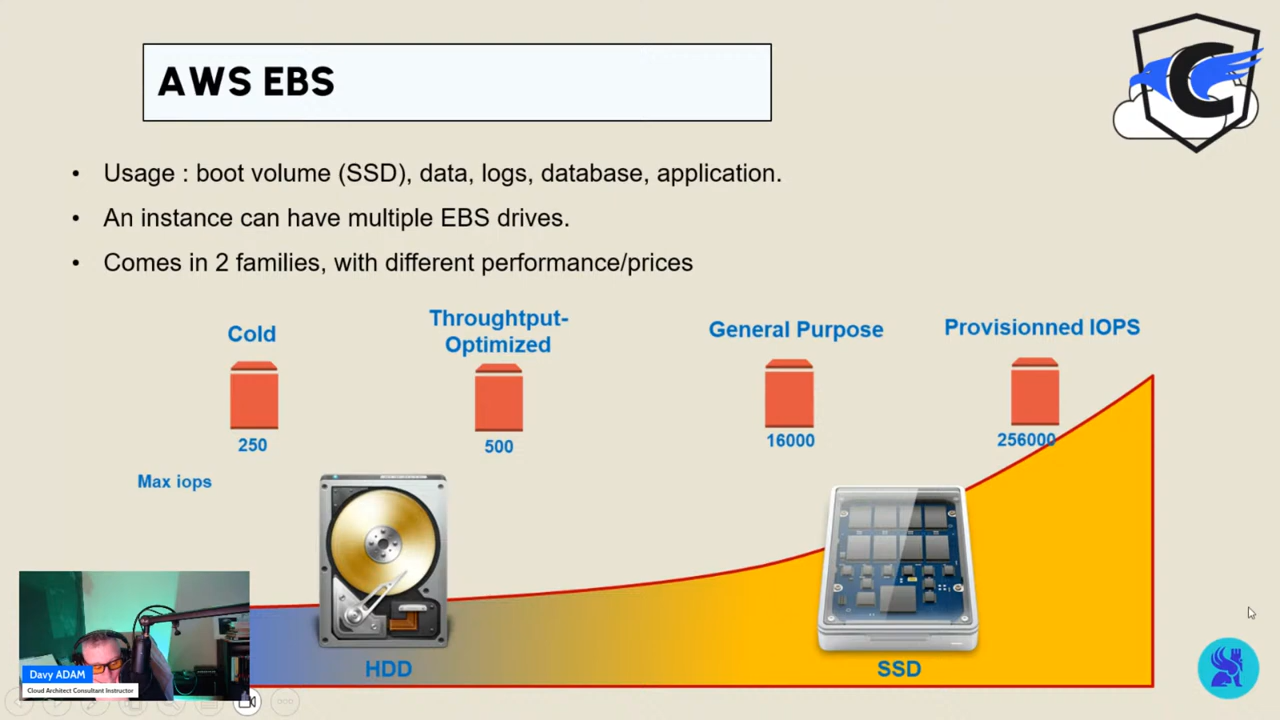 AWS EBS
• Usage : boot volume (SSD), data, logs, database, application.
• An instance can have multiple EBS drives.
• Comes in 2 families, with different performance/prices
Cold
Throughtput-
Optimized
General Purpose
Provisionned IOPS
250
500
16000
256000
Max iops
HDD
SSD
Davy ADAM
Cloud Architect Consultant Instructor
C